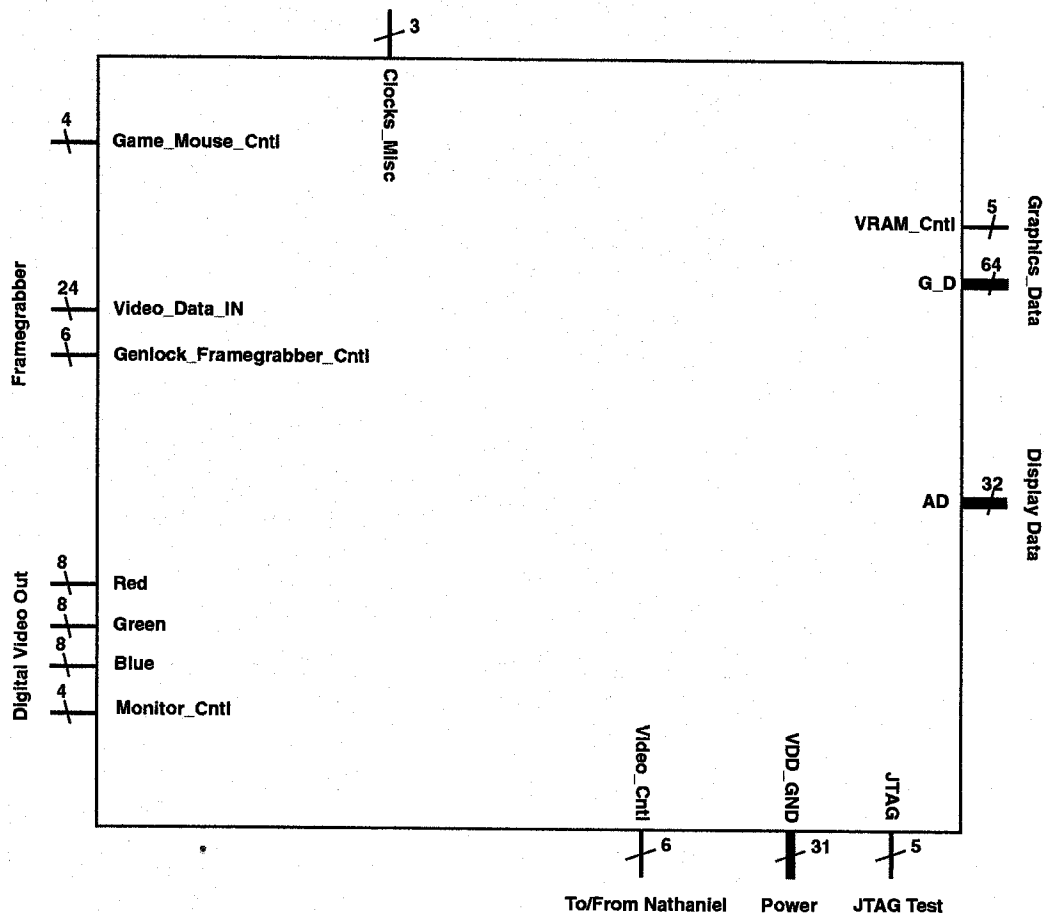 3
Clocks_Misc
4
Game_Mouse_Cntl
Framegrabber
24
Video_Data_IN
6
Genlock_Framegrabber_Cntl
Digital Video Out
8
Red
8
Green
8
Blue
4
Monitor_Cntl
5
VRAM_Cntl
64
G_D
Graphics_Data
32
AD
Display Data
Video_Cntl
VDD_GND
JTAG
6
31
5
To/From Nathaniel
Power
JTAG Test